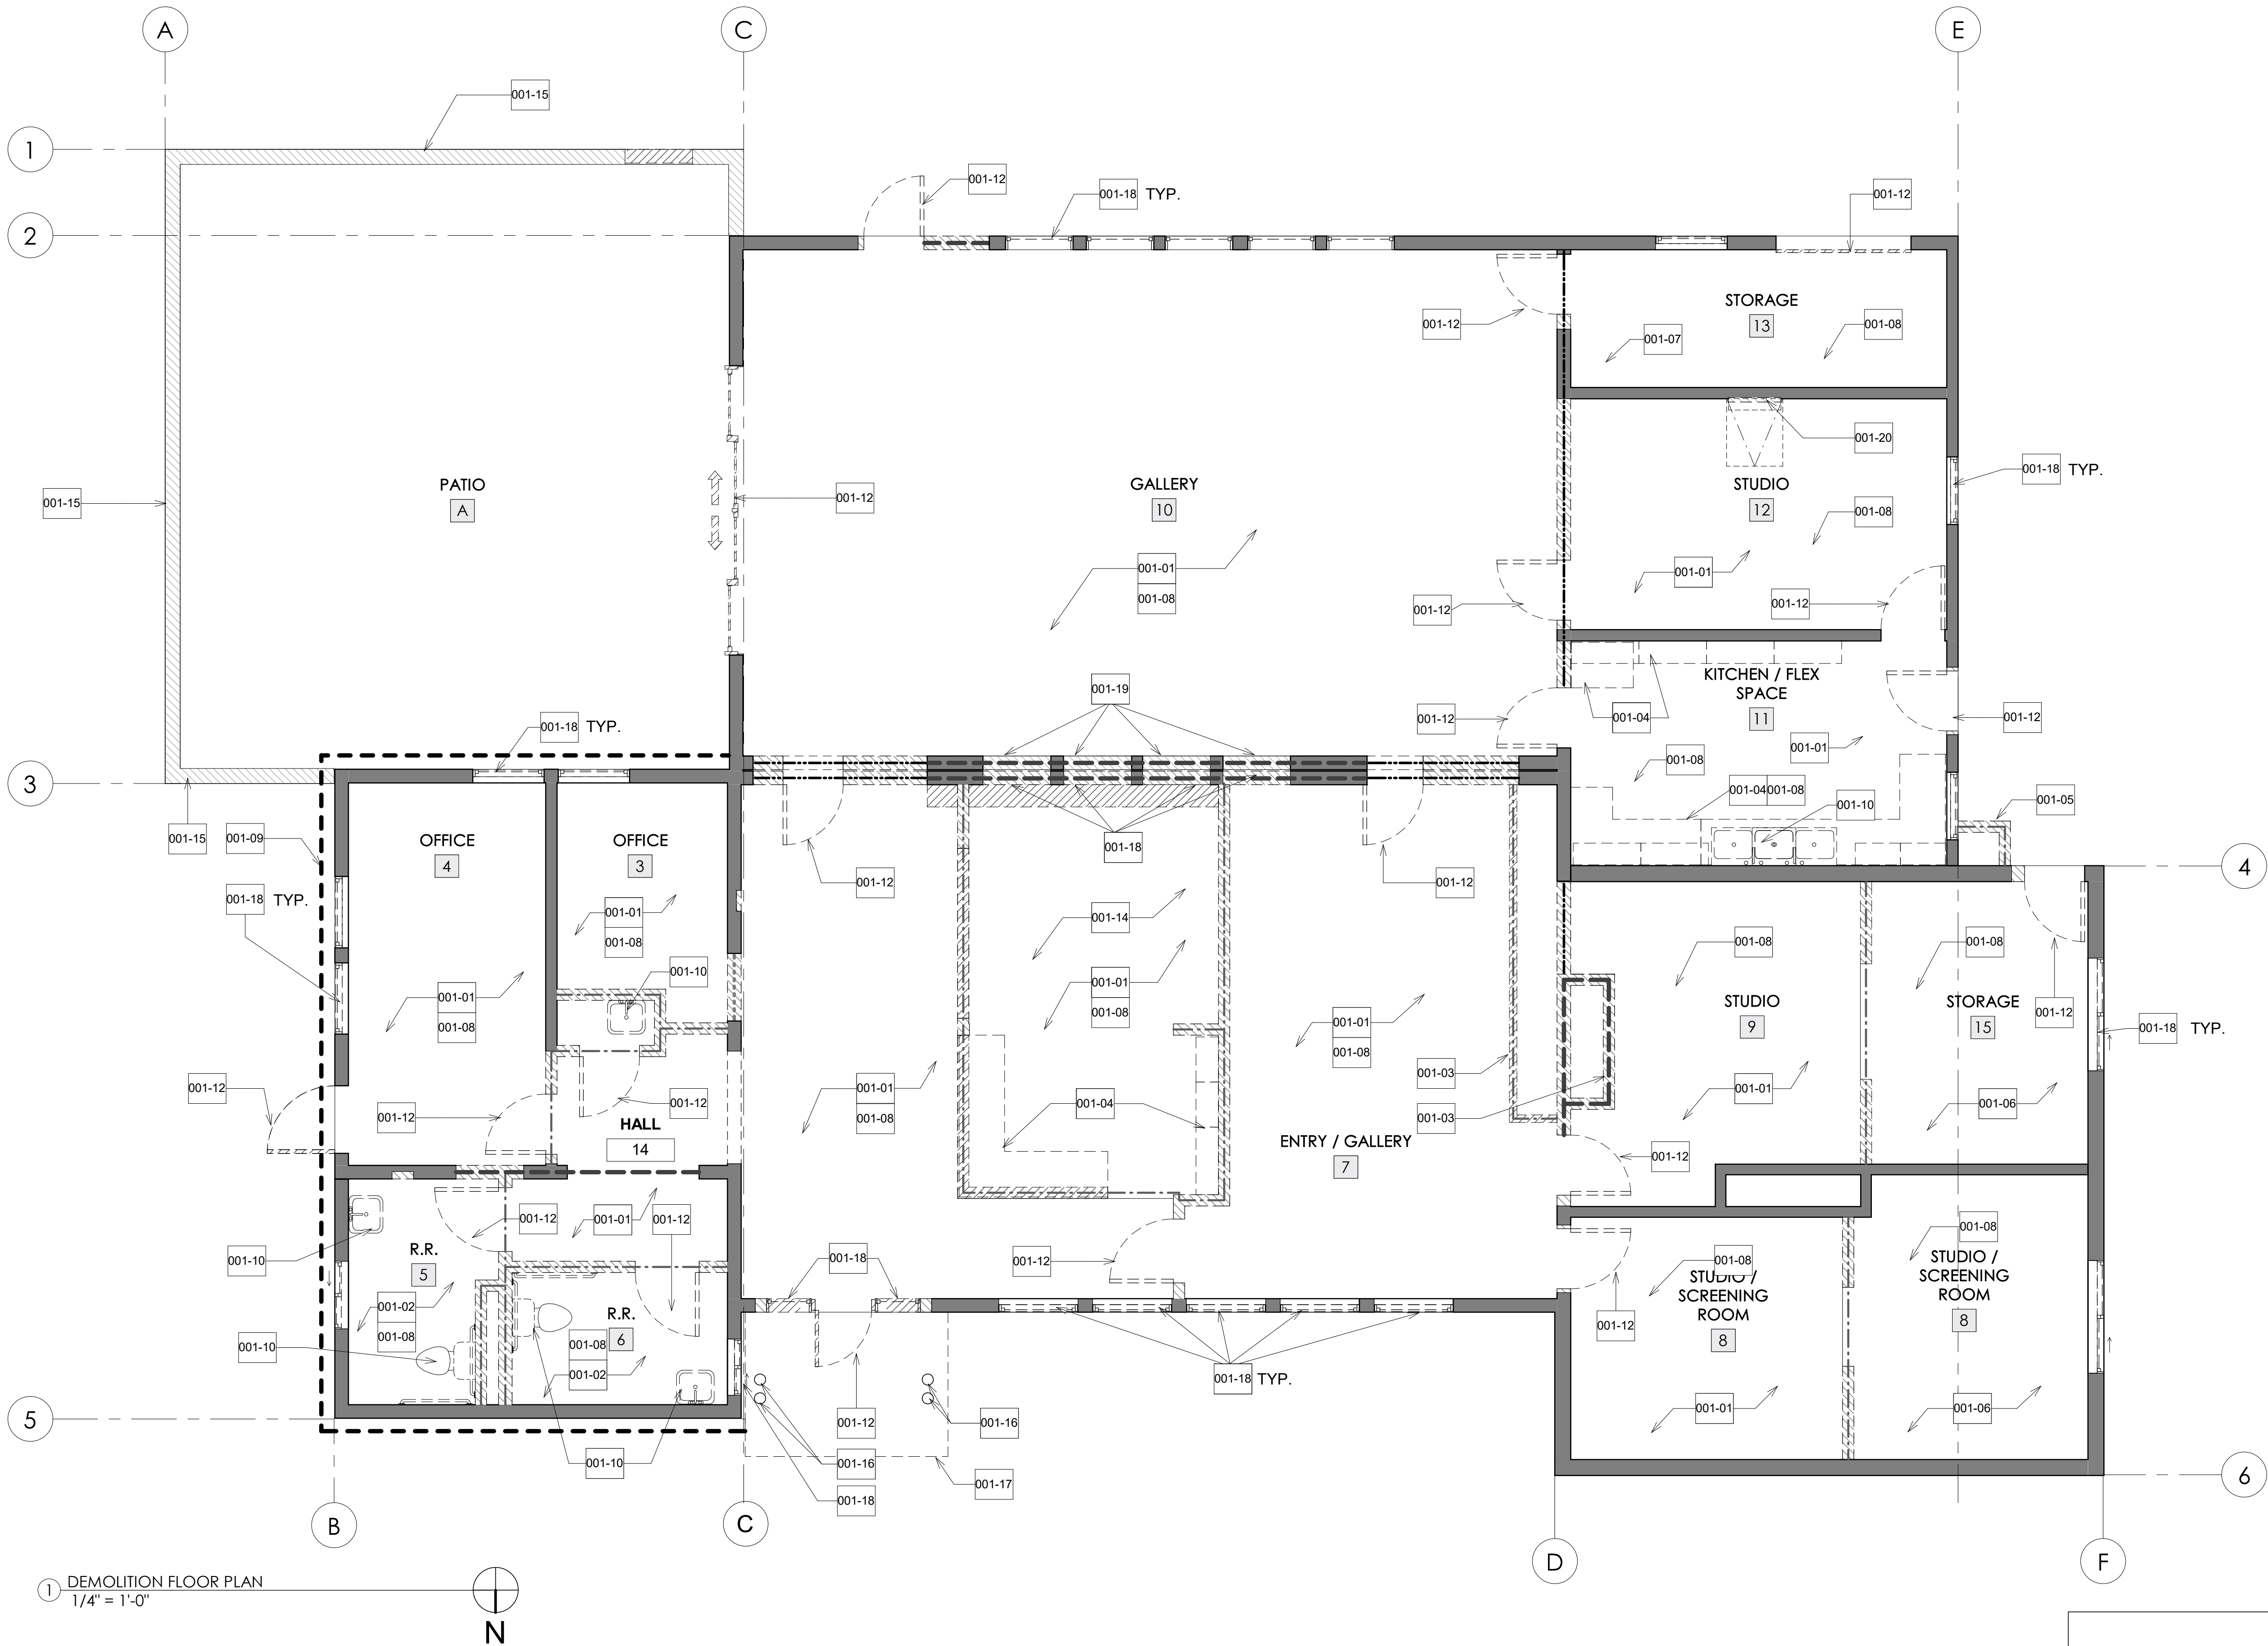 A
C
E
001-15
1
001-12
001-18 TYP.
001-12
2
STORAGE
13
001-12
001-07
001-08
001-20
001-18 TYP.
PATIO
A
GALLERY
10
STUDIO
12
001-15
001-12
001-08
001-01
001-08
001-01
001-12
001-12
KITCHEN / FLEX
SPACE
11
001-19
001-04
001-12
001-12
001-18 TYP.
001-01
001-08
3
001-04
001-08
001-10
001-05
001-15
001-09
OFFICE
4
OFFICE
3
001-18
4
001-12
001-12
001-18 TYP.
001-01
001-08
001-14
001-08
001-08
001-10
001-01
001-08
001-01
001-08
STUDIO
9
STORAGE
15
001-12
001-18 TYP.
001-01
001-08
001-03
001-12
001-01
001-08
001-01
001-06
001-12
001-12
001-04
001-03
HALL
14
ENTRY / GALLERY
7
001-12
001-12
001-01
001-12
001-08
R.R.
5
001-10
001-18
001-12
001-08
STUDIO /
SCREENING
ROOM
8
STUDIO /
SCREENING
ROOM
8
001-02
001-08
R.R.
6
001-12
001-10
001-08
001-02
001-18 TYP.
001-01
001-06
5
001-12
001-16
001-10
001-16
001-17
6
001-18
B
C
D
F
1 DEMOLITION FLOOR PLAN
1/4" = 1'-0"
N